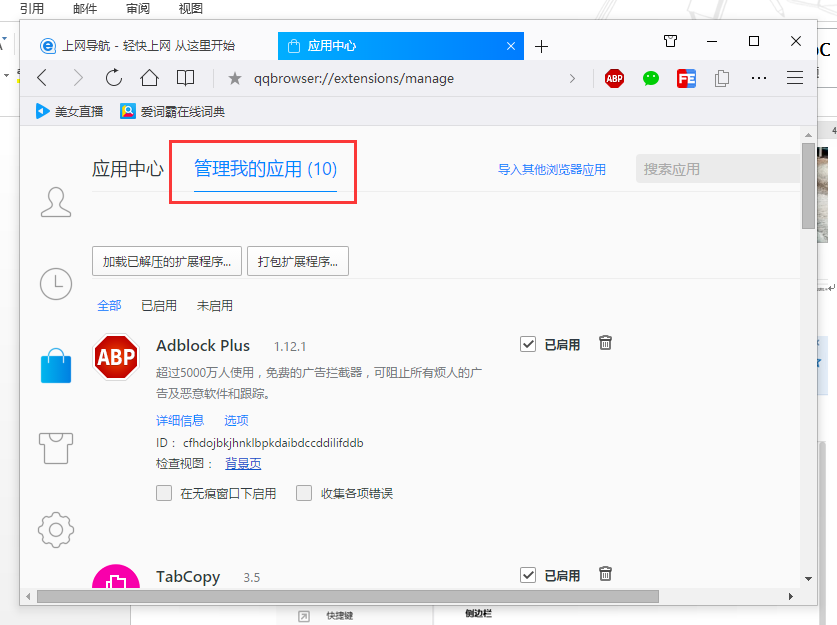 引用 邮件 审阅 视图
上网导航 - 轻快上网 从这里开始 应用中心
qqbrowser://extensions/manage ABP FE
美女直播 爱词霸在线词典
应用中心 管理我的应用 (10) 导入其他浏览器应用 搜索应用
加载已解压的扩展程序... 打包扩展程序...
全部 已启用 未启用
ABP Adblock Plus 1.12.1 已启用
超过5000万人使用，免费的广告拦截器，可阻止所有烦人的广
告及恶意软件和跟踪。
详细信息 选项
ID： cfhdojbkjhnklbpkdaibdccddilifddb
检查视图： 背景页
在无痕窗口下启用 收集各项错误
TabCopy 3.5 已启用
快捷键 侧边栏